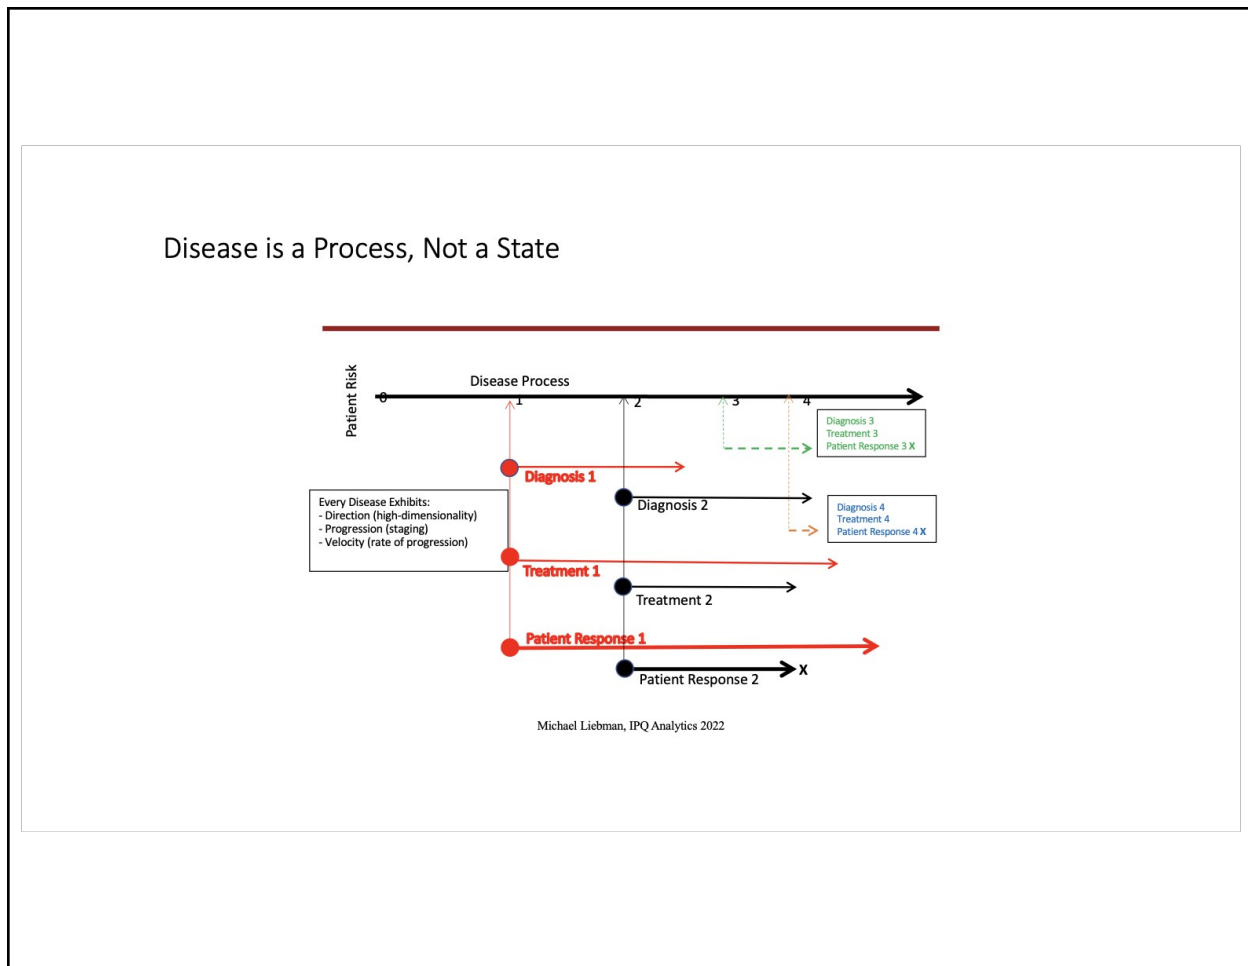 Disease is a Process, Not a State
Patient Risk
Disease Process
0
1
2
3
4
Diagnosis 3
Treatment 3
Patient Response 3 X
Diagnosis 1
Every Disease Exhibits:
- Direction (high-dimensionality)
- Progression (staging)
- Velocity (rate of progression)
Diagnosis 2
Diagnosis 4
Treatment 4
Patient Response 4 X
Treatment 1
Treatment 2
Patient Response 1
Patient Response 2
X
Michael Liebman, IPQ Analytics 2022